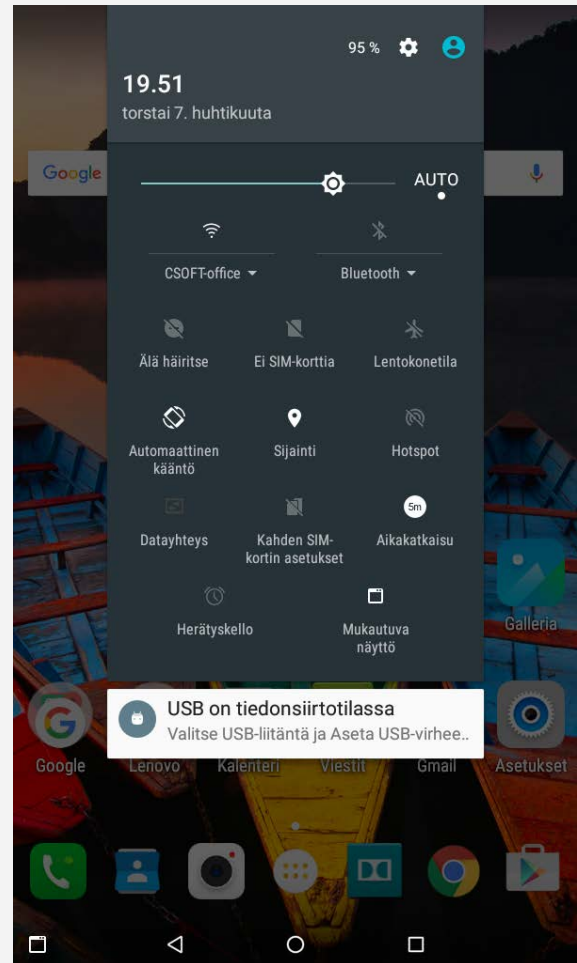 95 %
19.51
torstai 7. huhtikuuta
Google
AUTO
CSOFT-office
Bluetooth
Älä häiritse
Ei SIM-korttia
Lentokonetila
Automaattinen
kääntö
Sijainti
Hotspot
Datayhteys
Kahden SIM-
kortin asetukset
5m
Aikakatkaisu
Herätyskello
Mukautuva
näyttö
Galleria
USB on tiedonsiirtotilassa
Valitse USB-liitäntä ja Aseta USB-virhee..
G
Google
Lenovo
Kalenteri
Viestit
Gmail
Asetukset